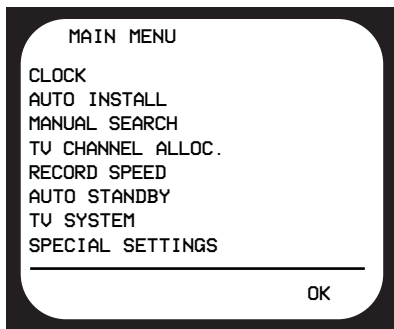 MAIN MENU
CLOCK
AUTO INSTALL
MANUAL SEARCH
TV CHANNEL ALLOC.
RECORD SPEED
AUTO STANDBY
TV SYSTEM
SPECIAL SETTINGS
OK